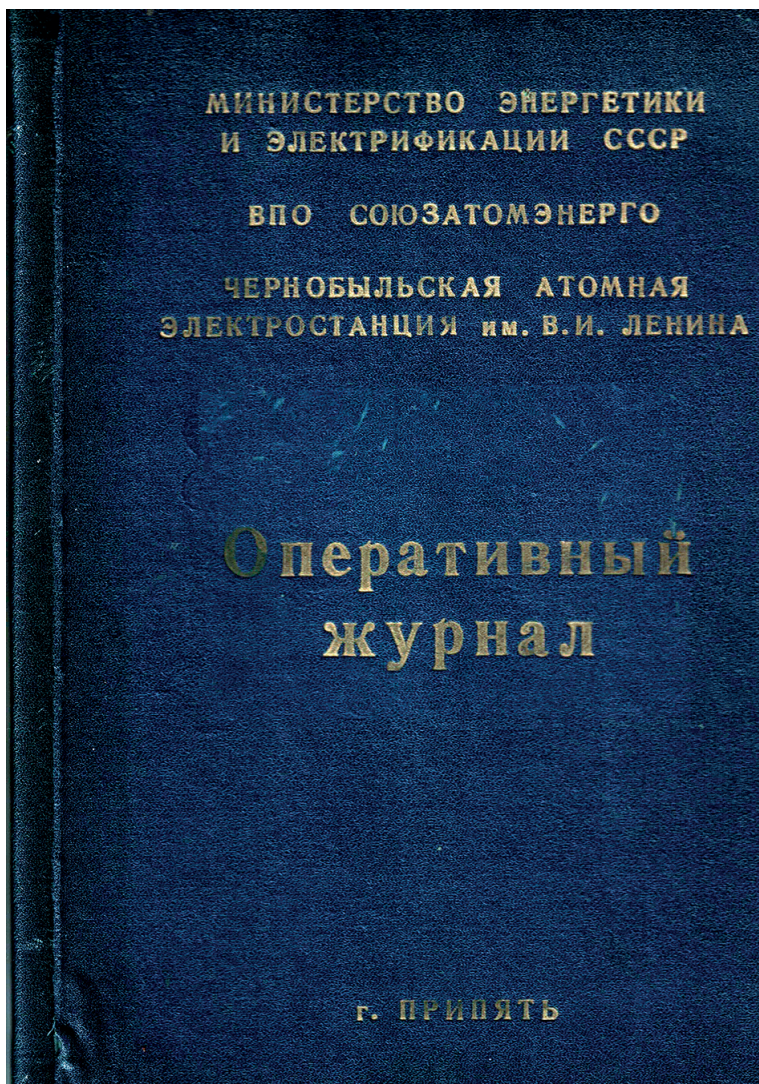 МИНИСТЕРСТВО ЭНЕРГЕТИКИ
И ЭЛЕКТРИФИКАЦИИ СССР
ВПО СОЮЗАТОМЭНЕРГО
ЧЕРНОБЫЛЬСКАЯ АТОМНАЯ
ЭЛЕКТРОСТАНЦИЯ им. В.И. ЛЕНИНА
Оперативный
журнал
г. ПРИПЯТЬ